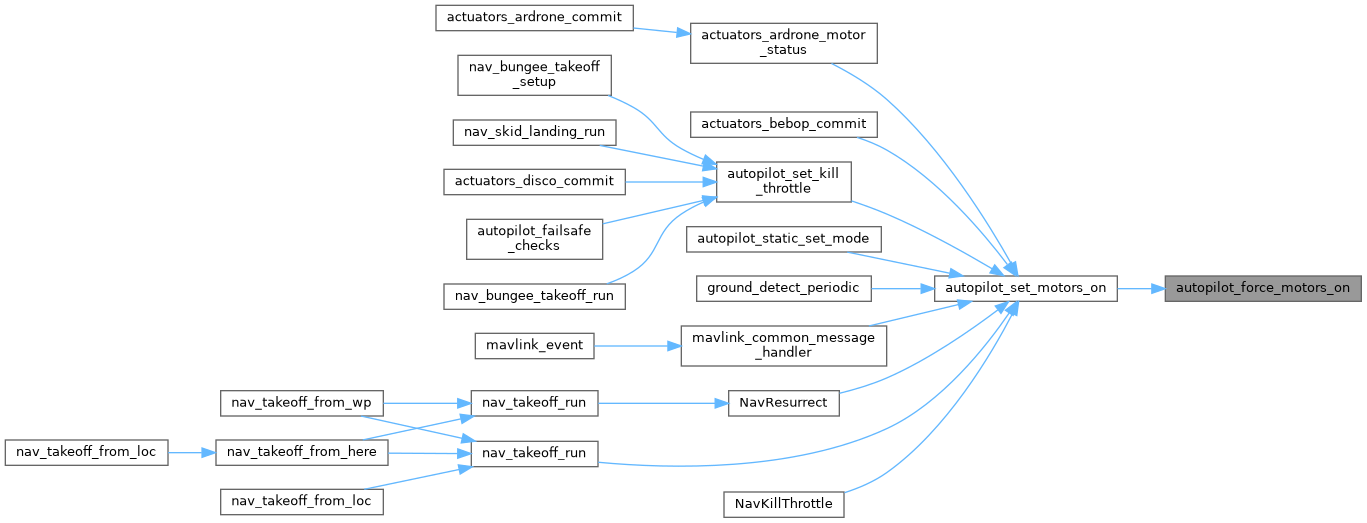 actuators_ardrone_commit
actuators_ardrone_motor
_status
nav_bungee_takeoff
_setup
actuators_bebop_commit
nav_skid_landing_run
autopilot_set_kill
_throttle
actuators_disco_commit
autopilot_failsafe
_checks
autopilot_static_set_mode
nav_bungee_takeoff_run
ground_detect_periodic
autopilot_set_motors_on
autopilot_force_motors_on
mavlink_event
mavlink_common_message
_handler
nav_takeoff_from_wp
nav_takeoff_run
NavResurrect
nav_takeoff_from_loc
nav_takeoff_from_here
nav_takeoff_run
nav_takeoff_from_loc
NavKillThrottle